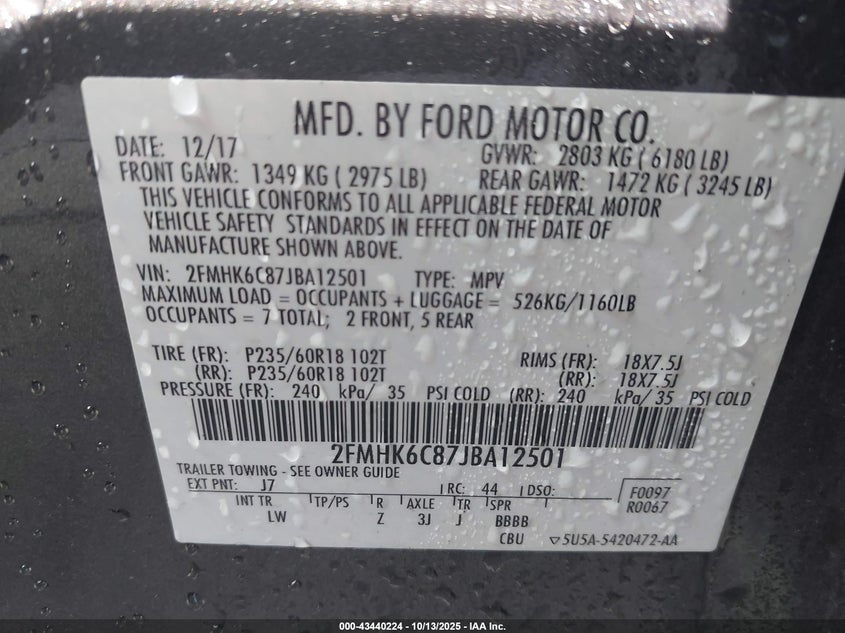 MFD. BY FORD MOTOR CO.
DATE: 12/17 GVWR: 2803 KG ( 6180 LB)
FRONT GAWR: 1349 KG ( 2975 LB) REAR GAWR: 1472 KG ( 3245 LB)
THIS VEHICLE CONFORMS TO ALL APPLICABLE FEDERAL MOTOR
VEHICLE SAFETY STANDARDS IN EFFECT ON THE DATE OF
MANUFACTURE SHOWN ABOVE.
VIN: 2FMHK6C87JBA12501 TYPE: MPV
MAXIMUM LOAD = OCCUPANTS + LUGGAGE = 526KG/1160LB
OCCUPANTS = 7 TOTAL; 2 FRONT, 5 REAR
TIRE (FR): P235/60R18 102T RIMS (FR): 18X7.5J
(RR): P235/60R18 102T (RR): 18X7.5J
PRESSURE (FR): 240 kPa/ 35 PSI COLD (RR): 240 kPa/ 35 PSI COLD
2FMHK6C87JBA12501
TRAILER TOWING - SEE OWNER GUIDE
EXT PNT: J7 RC: 44 DSO: F0097
INT TR TP/PS R AXLE TR SPR R0067
LW Z 3J J BBBB
CBU 5U5A-5420472-AA
000-43440224 | 10/13/2025 - IAA Inc.